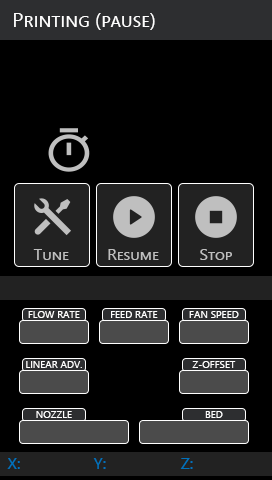 Printing (pause)
Tune Resume Stop
FLOW RATE FEED RATE FAN SPEED
LINEAR ADV. Z-OFFSET
NOZZLE BED
X: Y: Z: